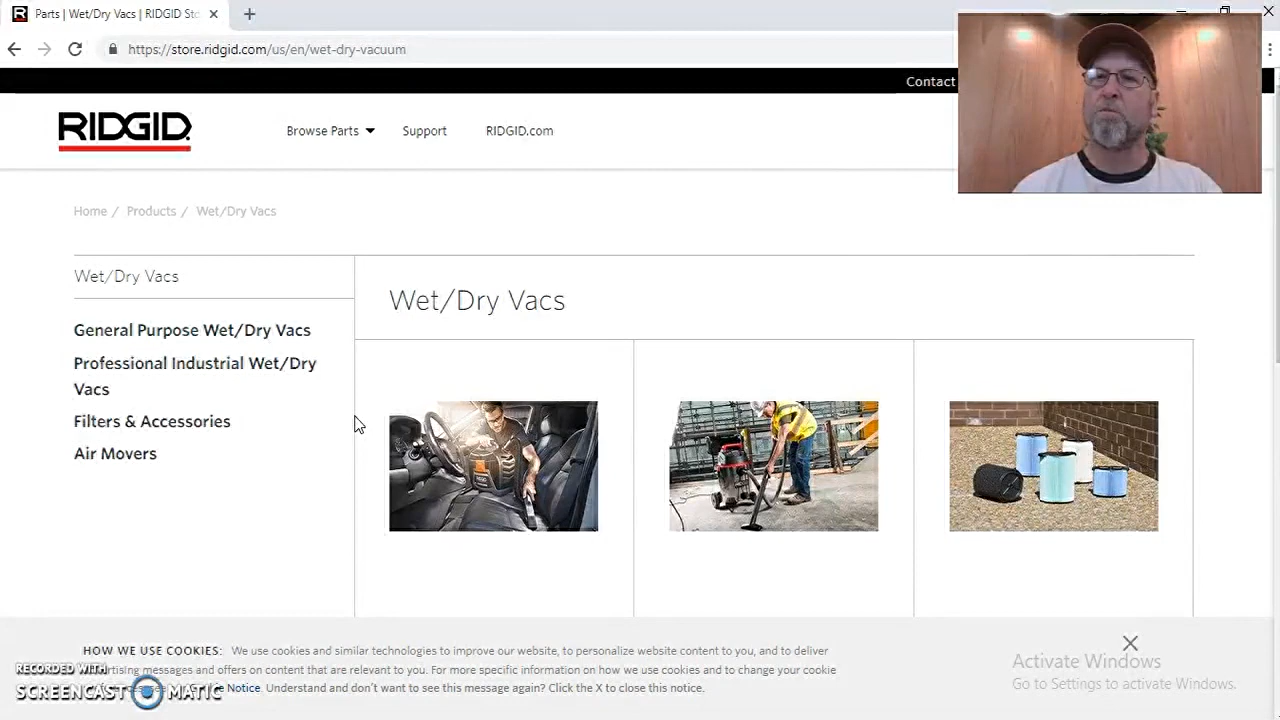 Parts | Wet/Dry Vacs | RIDGID Sto
https://store.ridgid.com/us/en/wet-dry-vacuum
Contact
RIDGID
Browse Parts
Support
RIDGID.com
Home / Products / Wet/Dry Vacs
Wet/Dry Vacs
General Purpose Wet/Dry Vacs
Professional Industrial Wet/Dry
Vacs
Filters & Accessories
Air Movers
Wet/Dry Vacs
HOW WE USE COOKIES: We use cookies and similar technologies to improve our website, to personalize website content to you, and to deliver
rtising messages and offers on content that are relevant to you. For more specific information on how we use cookies and to change your cookie
e Notice. Understand and don't want to see this message again? Click the X to close this notice.
RECORDED WITH
SCREENCAST MATIC
Activate Windows
Go to Settings to activate Windows.